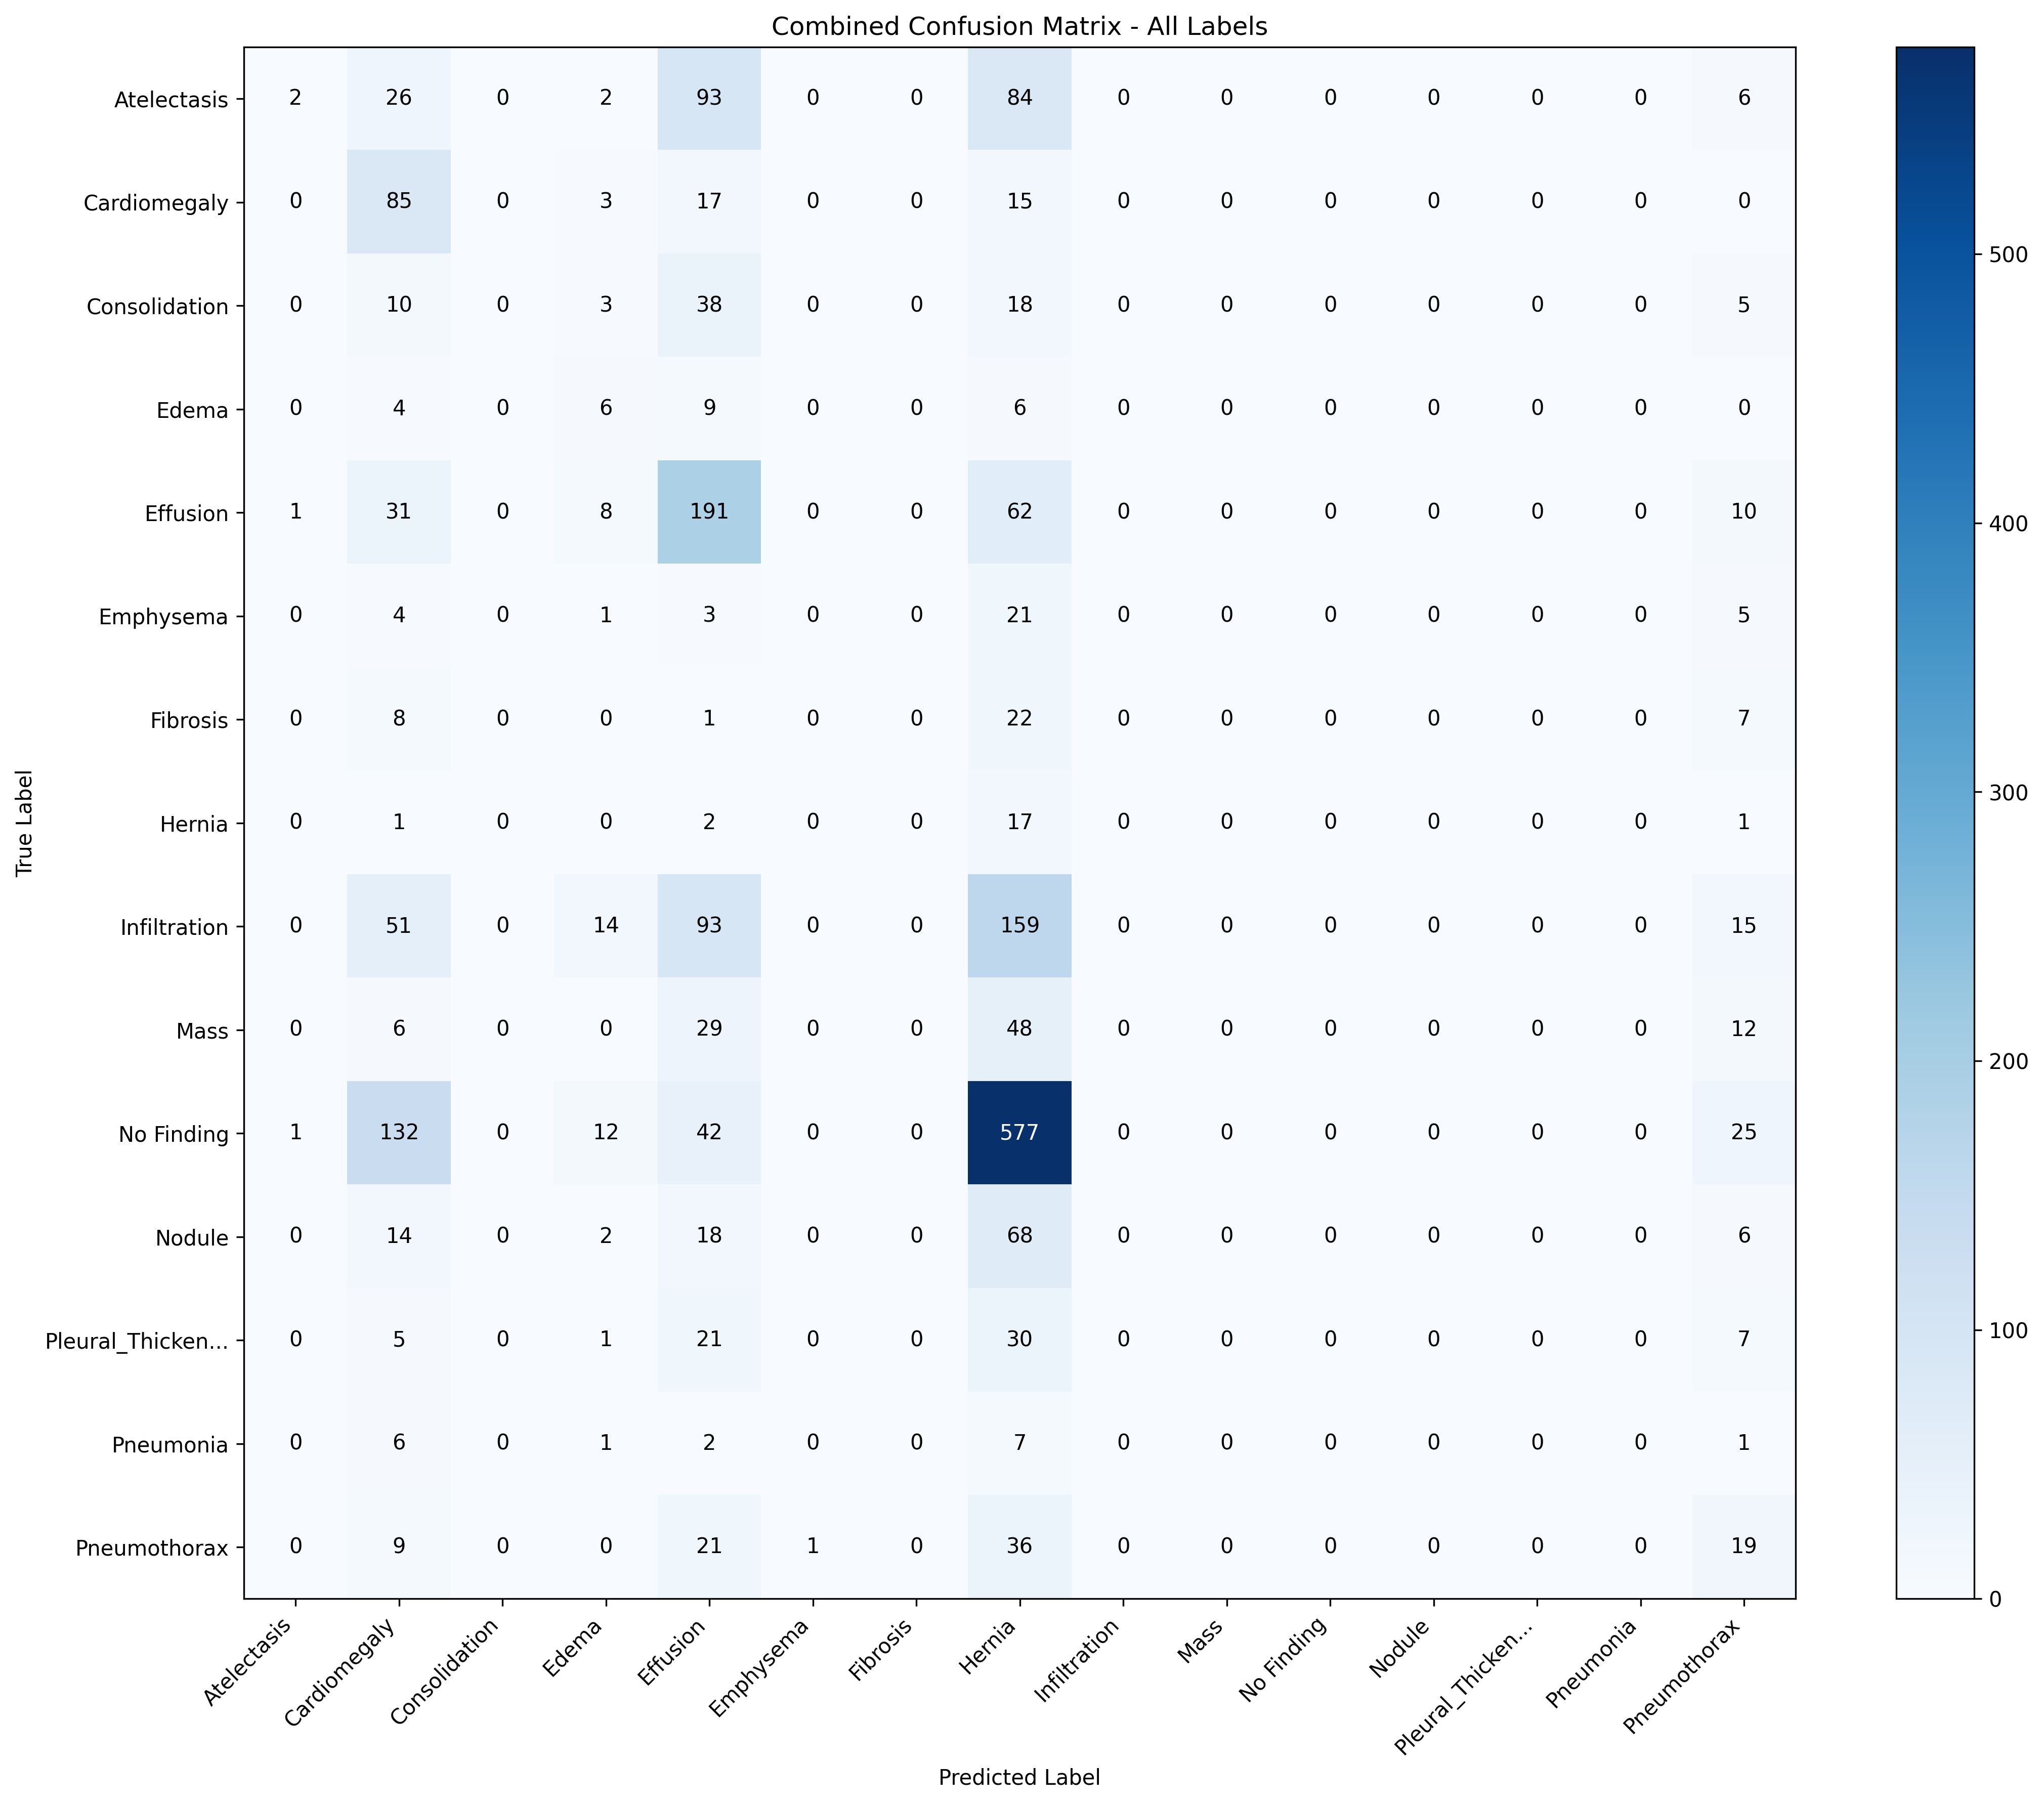 Combined Confusion Matrix - All Labels
True Label
Atelectasis 2 26 0 2 93 0 0 84 0 0 0 0 0 0 6
Cardiomegaly 0 85 0 3 17 0 0 15 0 0 0 0 0 0 0
Consolidation 0 10 0 3 38 0 0 18 0 0 0 0 0 0 5
Edema 0 4 0 6 9 0 0 6 0 0 0 0 0 0 0
Effusion 1 31 0 8 191 0 0 62 0 0 0 0 0 0 10
Emphysema 0 4 0 1 3 0 0 21 0 0 0 0 0 0 5
Fibrosis 0 8 0 0 1 0 0 22 0 0 0 0 0 0 7
Hernia 0 1 0 0 2 0 0 17 0 0 0 0 0 0 1
Infiltration 0 51 0 14 93 0 0 159 0 0 0 0 0 0 15
Mass 0 6 0 0 29 0 0 48 0 0 0 0 0 0 12
No Finding 1 132 0 12 42 0 0 577 0 0 0 0 0 0 25
Nodule 0 14 0 2 18 0 0 68 0 0 0 0 0 0 6
Pleural_Thicken... 0 5 0 1 21 0 0 30 0 0 0 0 0 0 7
Pneumonia 0 6 0 1 2 0 0 7 0 0 0 0 0 0 1
Pneumothorax 0 9 0 0 21 1 0 36 0 0 0 0 0 0 19
Atelectasis Cardiomegaly Consolidation Edema Effusion Emphysema Fibrosis Hernia Infiltration Mass No Finding Nodule Pleural_Thicken... Pneumonia Pneumothorax
Predicted Label
500
400
300
200
100
0